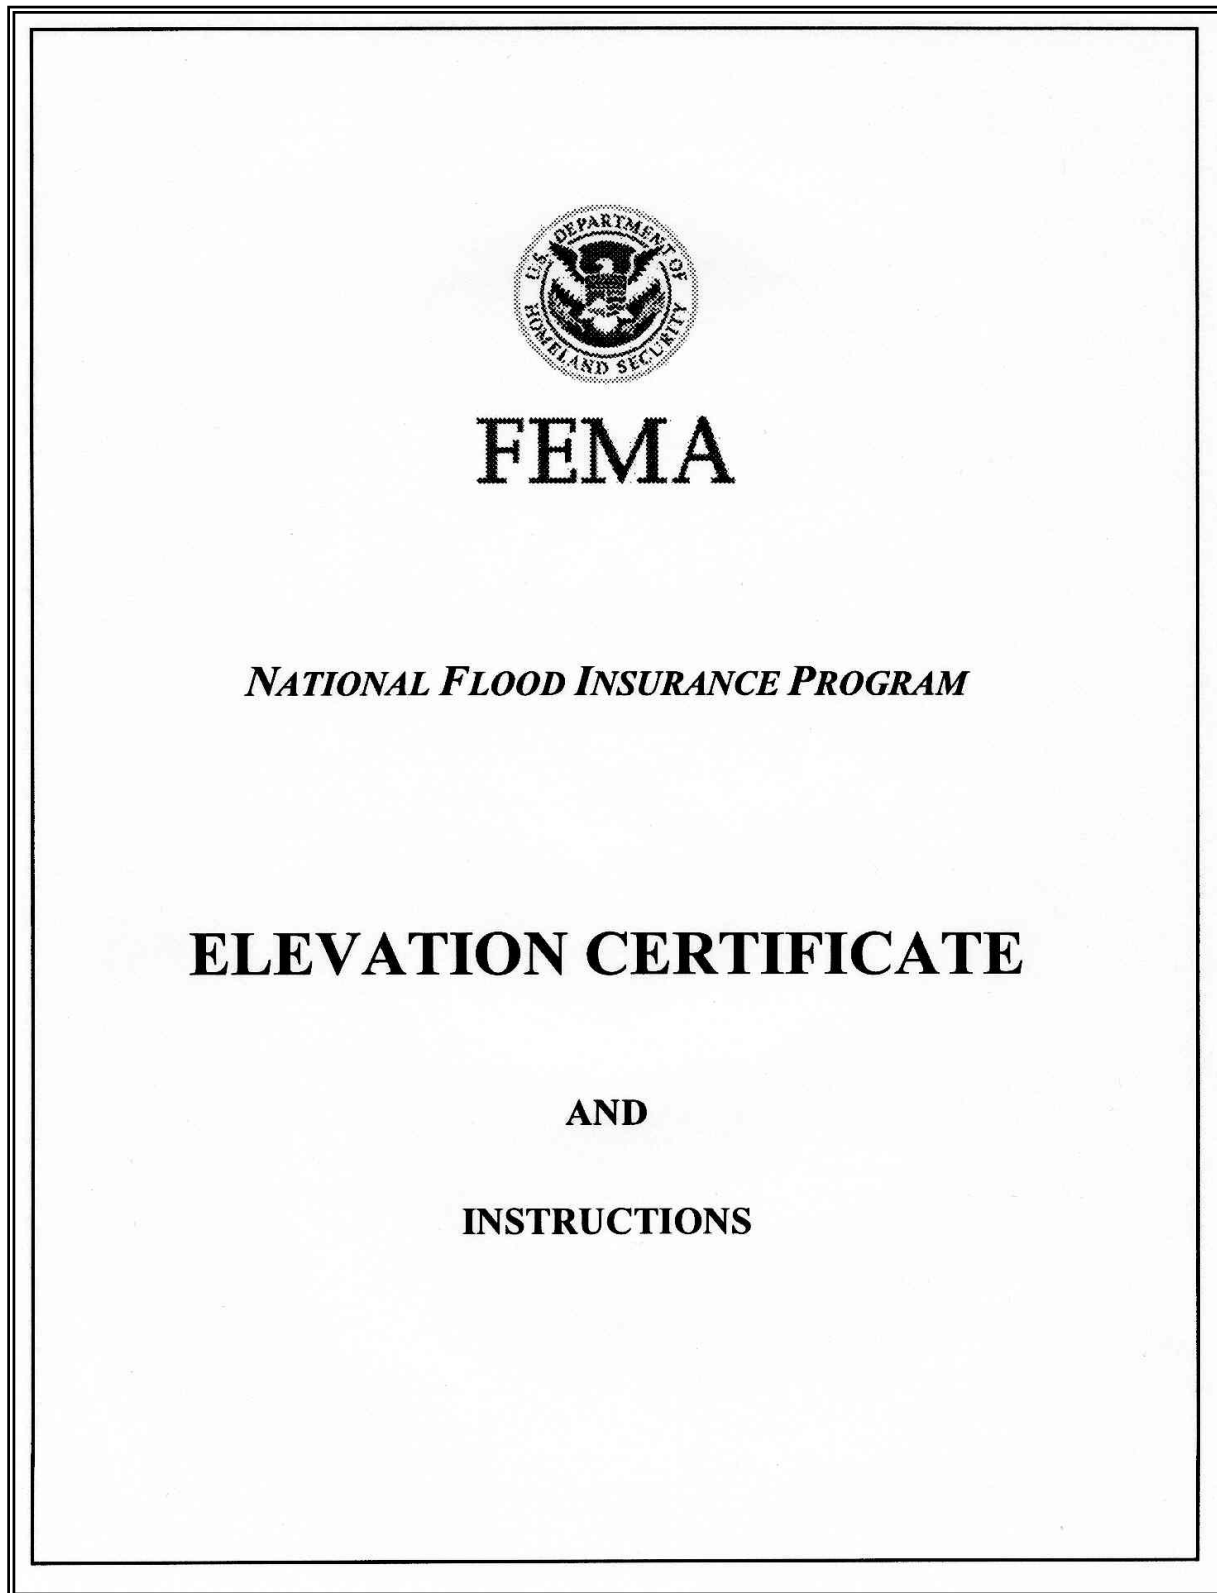 U.S. DEPARTMENT OF
HOMELAND SECURITY
FEMA
NATIONAL FLOOD INSURANCE PROGRAM
ELEVATION CERTIFICATE
AND
INSTRUCTIONS